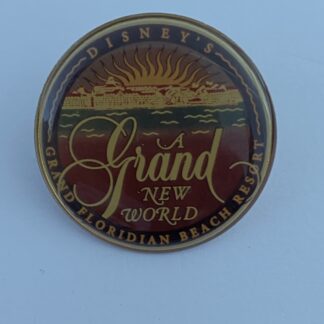 DISNEY'S
A
Grand
NEW
WORLD
GRAND FLORIDIAN BEACH RESORT